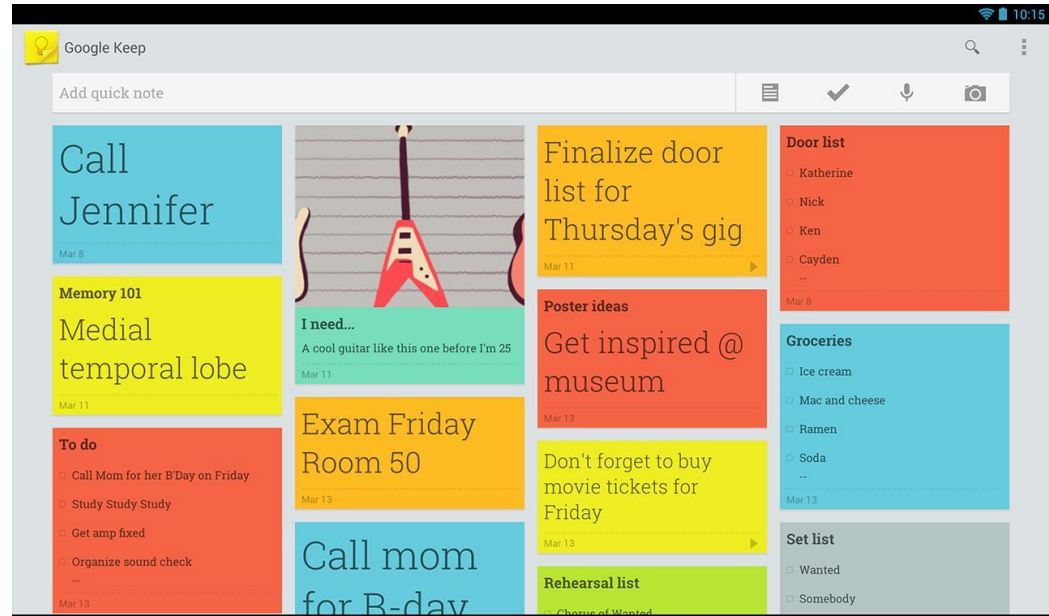 10:15
Google Keep
Add quick note
Call
Jennifer
Mar 8
Memory 101
Medial
temporal lobe
Mar 11
To do
Call Mom for her B'Day on Friday
Study Study Study
Get amp fixed
Organize sound check
...
Mar 13
I need...
A cool guitar like this one before I'm 25
Mar 11
Exam Friday
Room 50
Mar 13
Call mom
for B-day
Finalize door
list for
Thursday's gig
Mar 11
Poster ideas
Get inspired @
museum
Mar 13
Don't forget to buy
movie tickets for
Friday
Mar 13
Rehearsal list
Chorus of Wanted
Door list
Katherine
Nick
Ken
Cayden
...
Mar 8
Groceries
Ice cream
Mac and cheese
Ramen
Soda
...
Mar 13
Set list
Wanted
Somebody